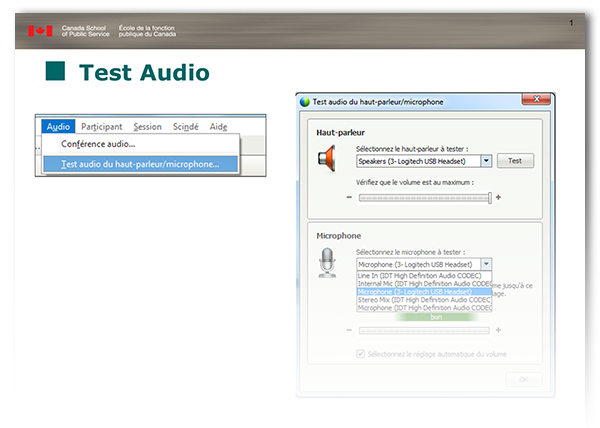 1
Canada School
of Public Service
École de la fonction
publique du Canada
Test Audio
Audio Participant Session Scindé Aide
Conférence audio...
Test audio du haut-parleur/microphone...
Test audio du haut-parleur/microphone
Haut-parleur
Sélectionnez le haut-parleur à tester :
Speakers (3- Logitech USB Headset)
Test
Vérifiez que le volume est au maximum :
- +
Microphone
Sélectionnez le microphone à tester :
Microphone (3- Logitech USB Headset)
Line In (IDT High Definition Audio CODEC)
Internal Mic (IDT High Definition Audio CODEC)
me jusqu'à ce
Microphone (3- Logitech USB Headset)
age.
Stereo Mix (IDT High Definition Audio CODEC)
Microphone (IDT High Definition Audio CODEC)
bon
- +
Sélectionnez le réglage automatique du volume
OK